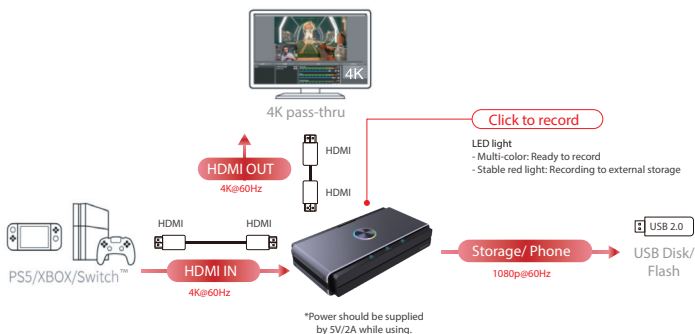 4K
4K pass-thru
Click to record
LED light
- Multi-color: Ready to record
- Stable red light: Recording to external storage
HDMI OUT
4K@60Hz
HDMI
HDMI
HDMI
HDMI
PS5/XBOX/Switch™
HDMI IN
4K@60Hz
Storage/ Phone
1080p@60Hz
USB 2.0
USB Disk/
Flash
*Power should be supplied
by 5V/2A while using.